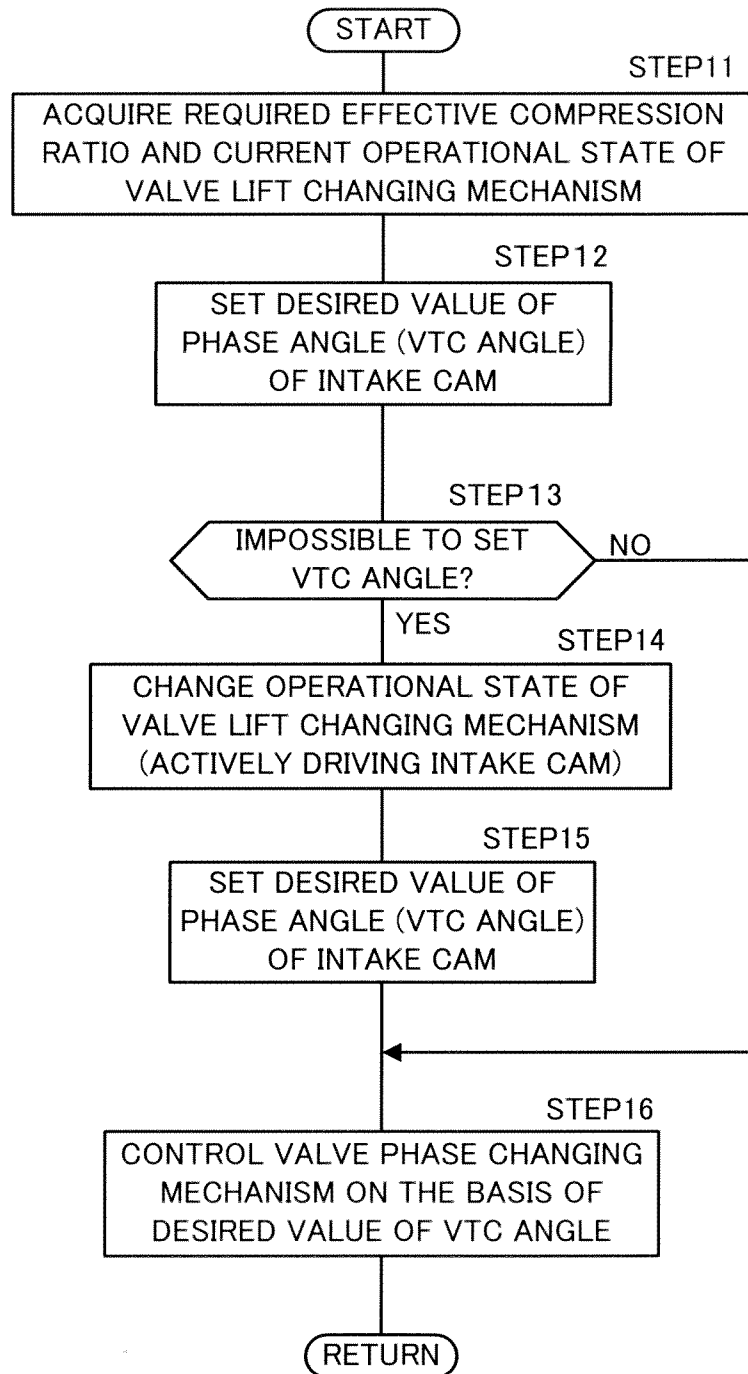 START
STEP11
ACQUIRE REQUIRED EFFECTIVE COMPRESSION
RATIO AND CURRENT OPERATIONAL STATE OF
VALVE LIFT CHANGING MECHANISM
STEP12
SET DESIRED VALUE OF
PHASE ANGLE (VTC ANGLE)
OF INTAKE CAM
STEP13
IMPOSSIBLE TO SET
VTC ANGLE?
NO
YES
STEP14
CHANGE OPERATIONAL STATE OF
VALVE LIFT CHANGING MECHANISM
(ACTIVELY DRIVING INTAKE CAM)
STEP15
SET DESIRED VALUE OF
PHASE ANGLE (VTC ANGLE)
OF INTAKE CAM
STEP16
CONTROL VALVE PHASE CHANGING
MECHANISM ON THE BASIS OF
DESIRED VALUE OF VTC ANGLE
RETURN